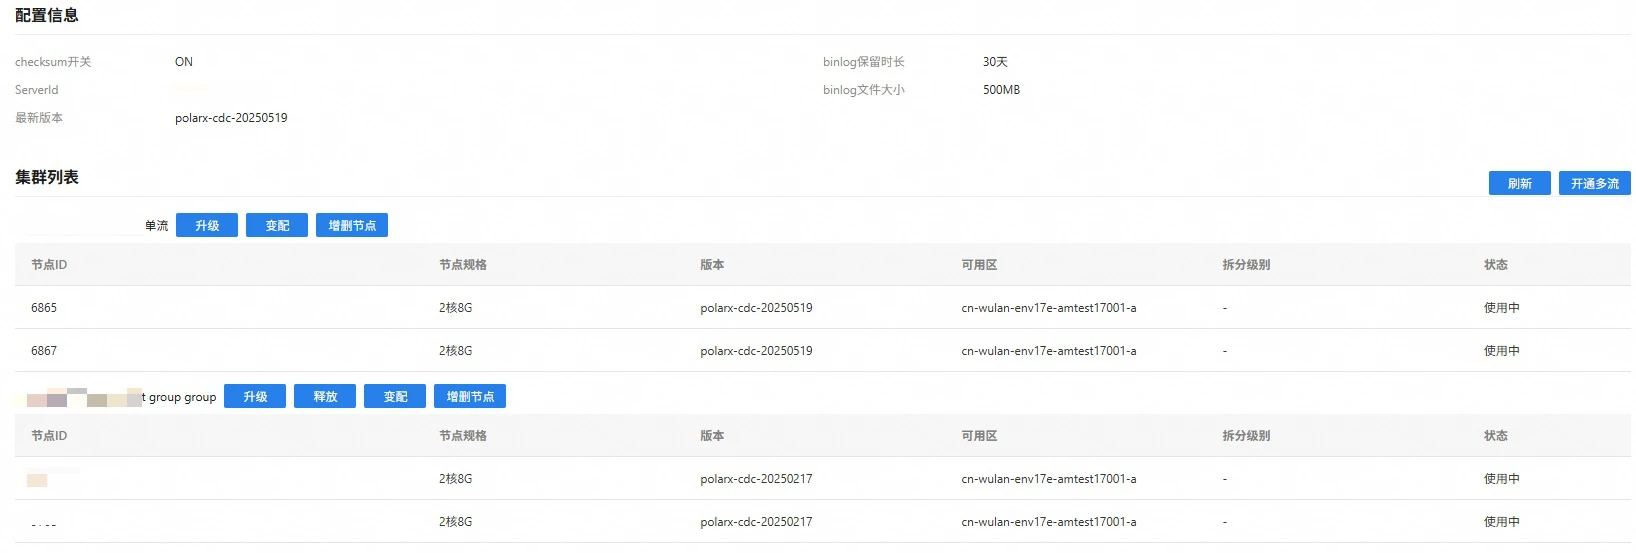 配置信息
checksum开关 ON binlog保留时长 30天
ServerId binlog文件大小 500MB
最新版本 polarx-cdc-20250519
集群列表 刷新 开通多流
单流 升级 变配 增删节点
节点ID 节点规格 版本 可用区 拆分级别 状态
6865 2核8G polarx-cdc-20250519 cn-wulan-env17e-amtest17001-a - 使用中
6867 2核8G polarx-cdc-20250519 cn-wulan-env17e-amtest17001-a - 使用中
t group group 升级 释放 变配 增删节点
节点ID 节点规格 版本 可用区 拆分级别 状态
2核8G polarx-cdc-20250217 cn-wulan-env17e-amtest17001-a - 使用中
2核8G polarx-cdc-20250217 cn-wulan-env17e-amtest17001-a - 使用中